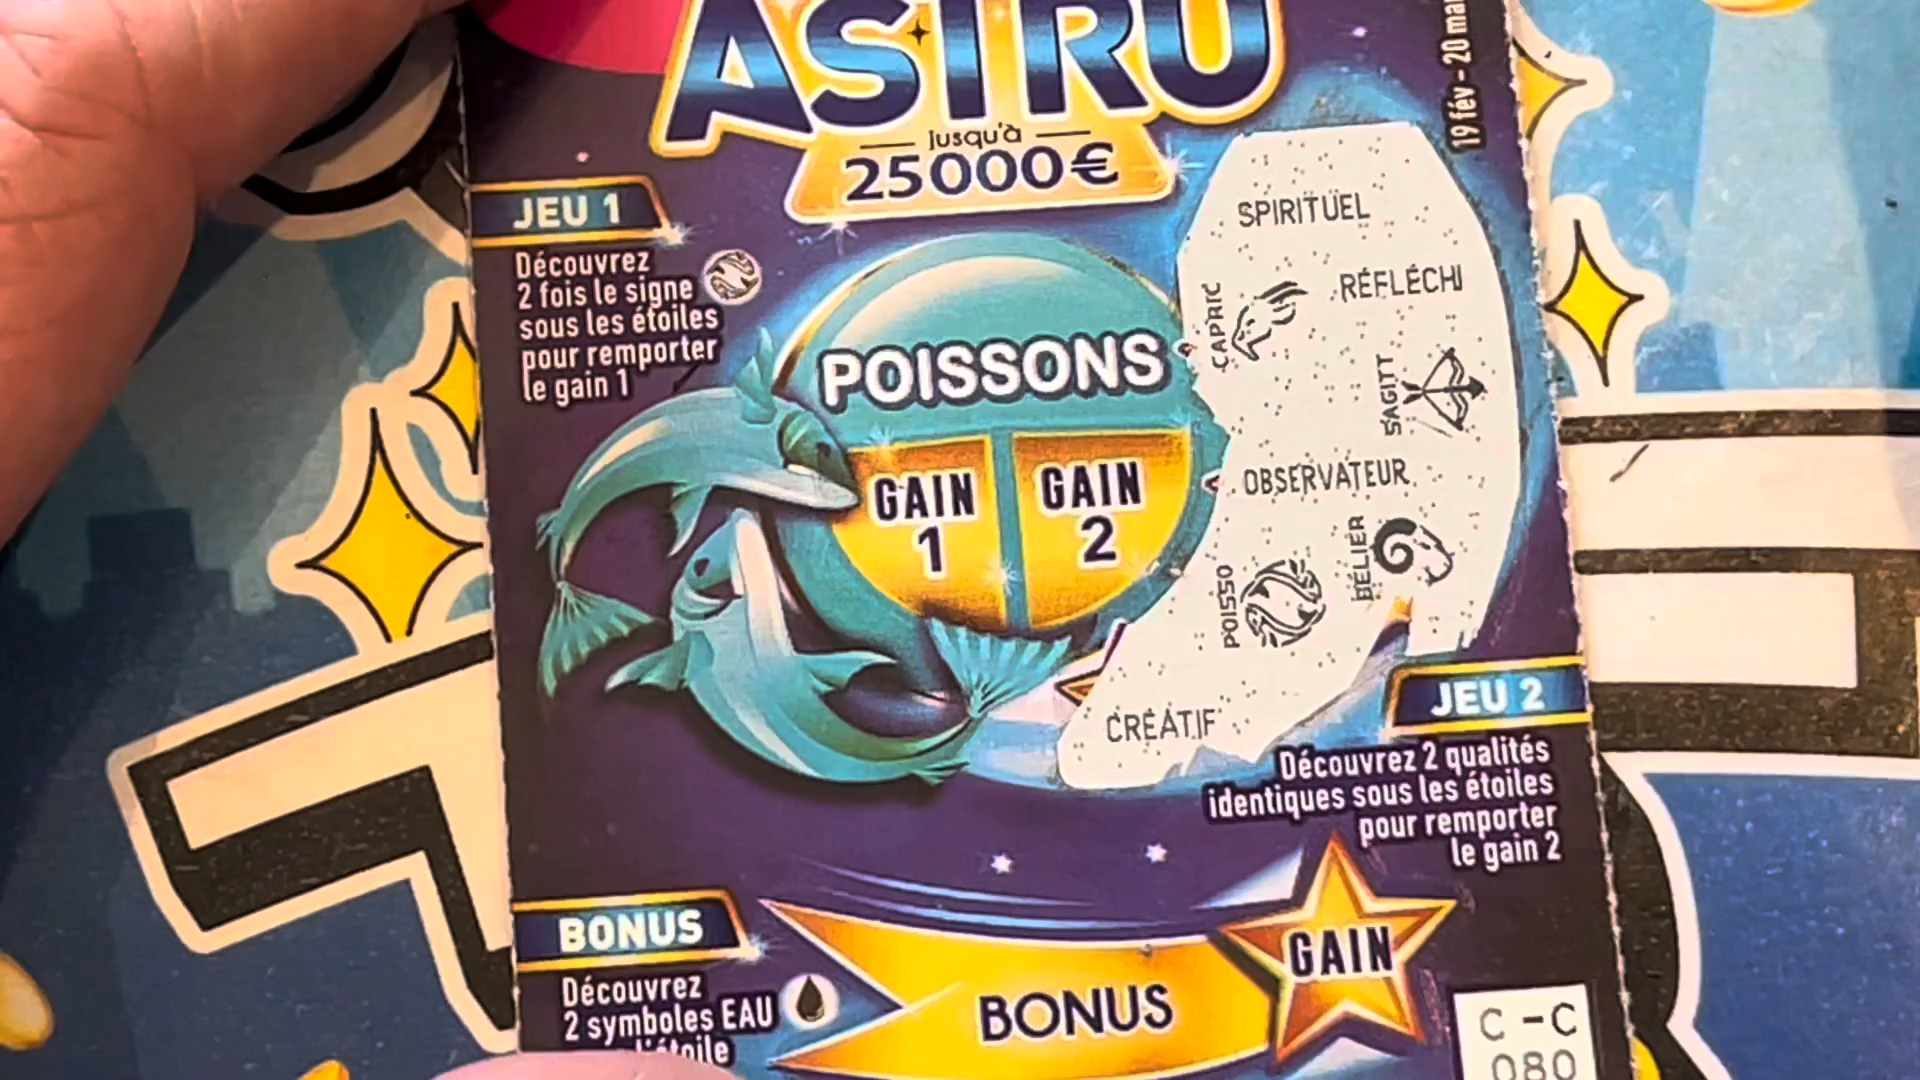 ASTRO
jusqu'à
25000€
19 fév - 20 mar
JEU 1
Découvrez
2 fois le signe
sous les étoiles
pour remporter
le gain 1
POISSONS
GAIN
1
GAIN
2
SPIRITUEL
CAPRIC
RÉFLÉCHI
SAGITT
OBSERVATEUR
POISSO
BÉLIER
CRÉATIF
JEU 2
Découvrez 2 qualités
identiques sous les étoiles
pour remporter
le gain 2
BONUS
Découvrez
2 symboles EAU
l'étoile
BONUS
GAIN
C - C
080